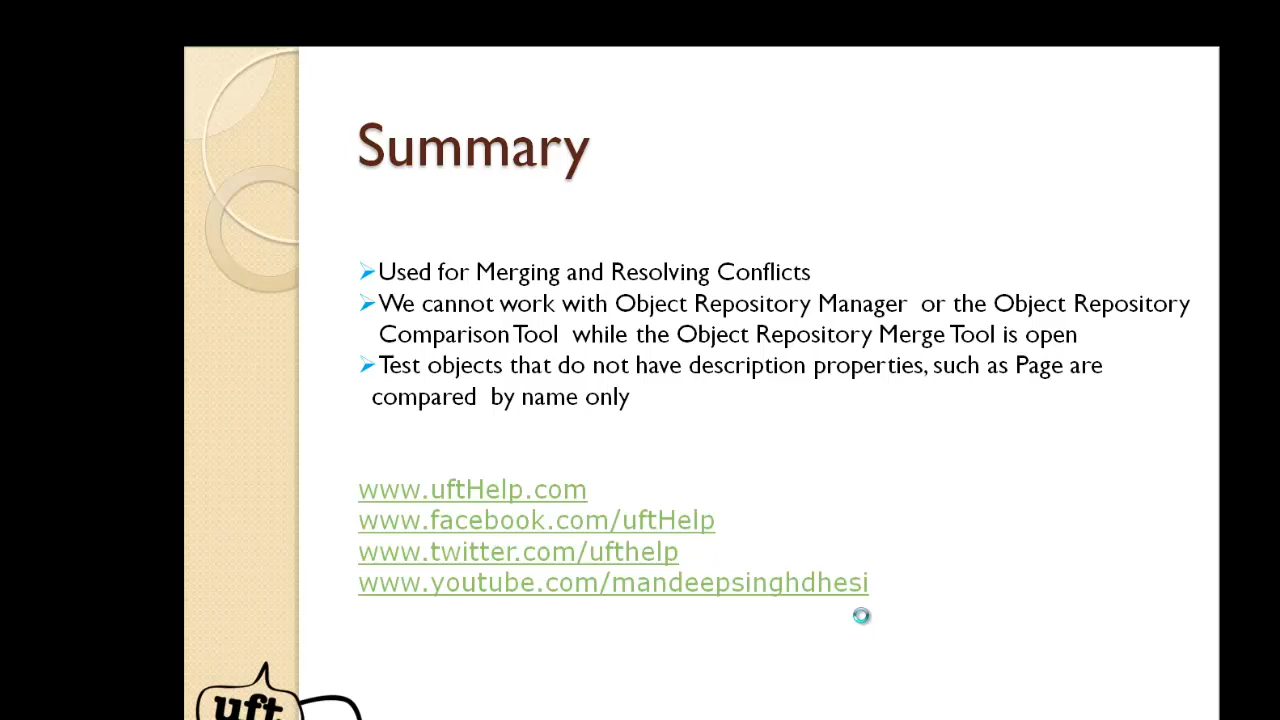 Summary
Used for Merging and Resolving Conflicts
We cannot work with Object Repository Manager or the Object Repository
Comparison Tool while the Object Repository Merge Tool is open
Test objects that do not have description properties, such as Page are
compared by name only
www.uftHelp.com
www.facebook.com/uftHelp
www.twitter.com/ufthelp
www.youtube.com/mandeepsinghdhesi
uft